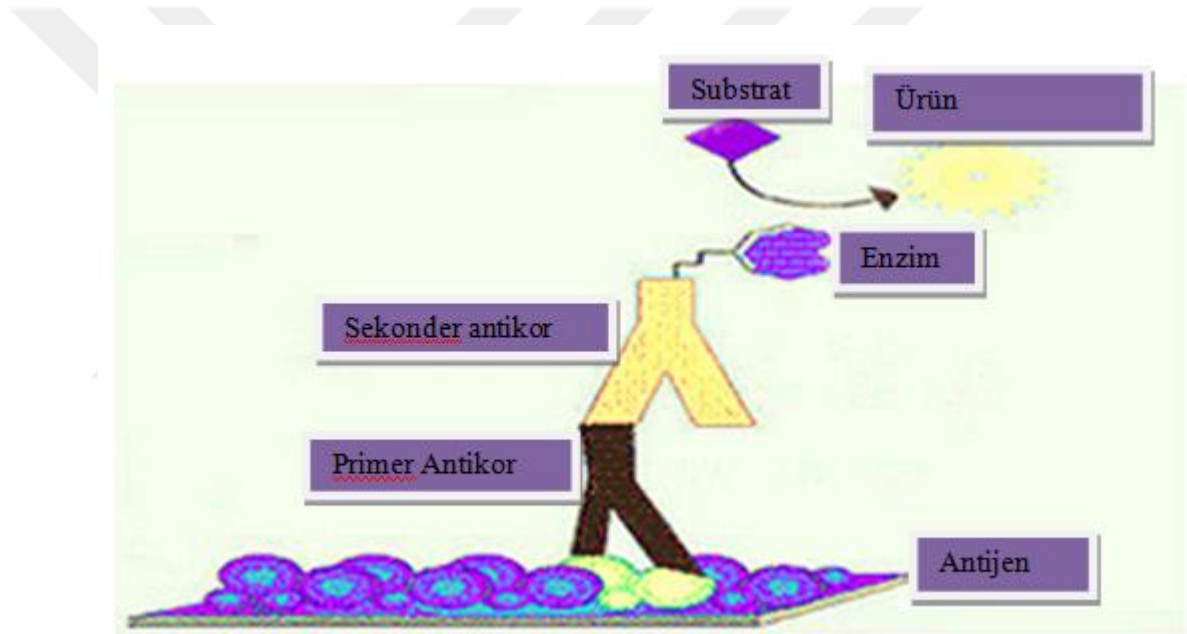 Substrat
Ürün
Enzim
Sekonder antikor
Primer Antikor
Antijen